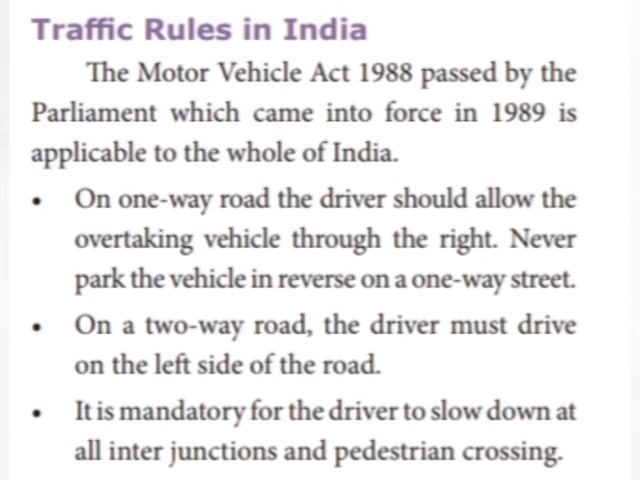 Traffic Rules in India
The Motor Vehicle Act 1988 passed by the
Parliament which came into force in 1989 is
applicable to the whole of India.
• On one-way road the driver should allow the
overtaking vehicle through the right. Never
park the vehicle in reverse on a one-way street.
• On a two-way road, the driver must drive
on the left side of the road.
• It is mandatory for the driver to slow down at
all inter junctions and pedestrian crossing.